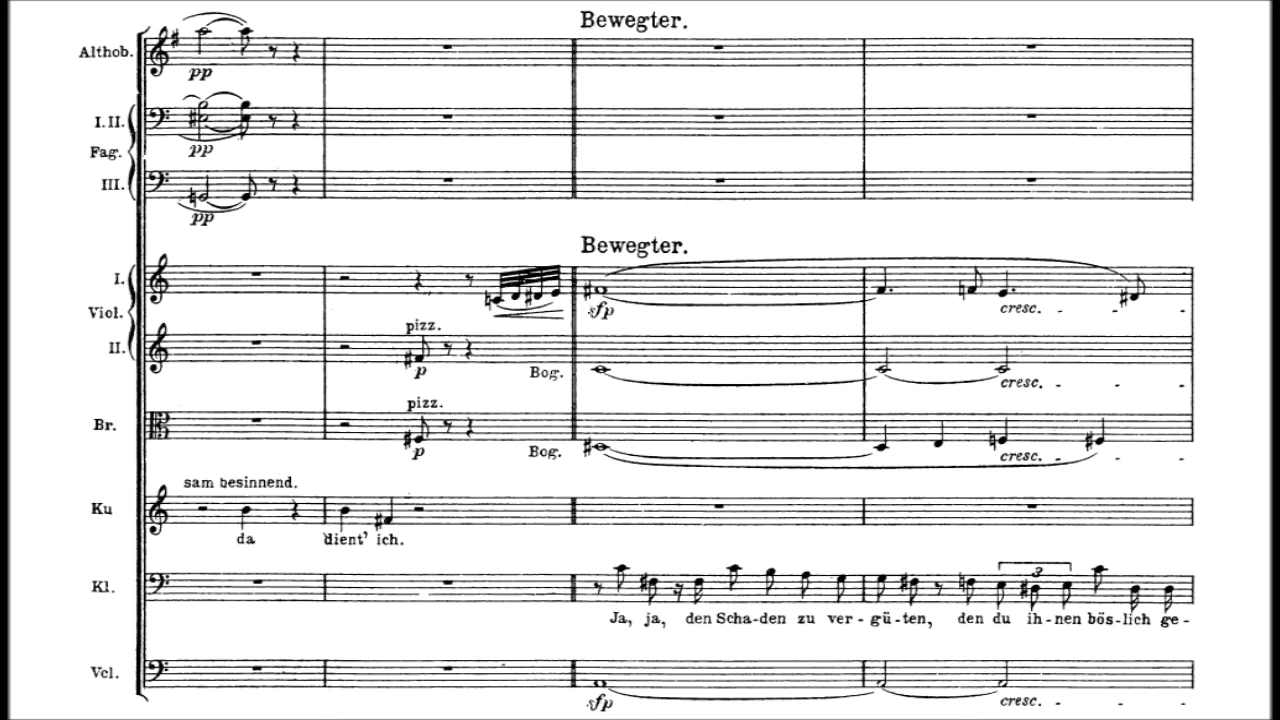 Bewegter.
Althob.
pp
I. II.
pp
Fag.
III.
pp
Bewegter.
I.
sfp
cresc.
Viol.
pizz.
II.
p
Bog.
cresc.
pizz.
Br.
p
Bog.
cresc.
sam besinnend.
Ku
da dient' ich.
Kl.
3
Ja, ja, den Scha-den zu ver-gü-ten, den du ih-nen bös-lich ge-
Vcl.
sfp
cresc.